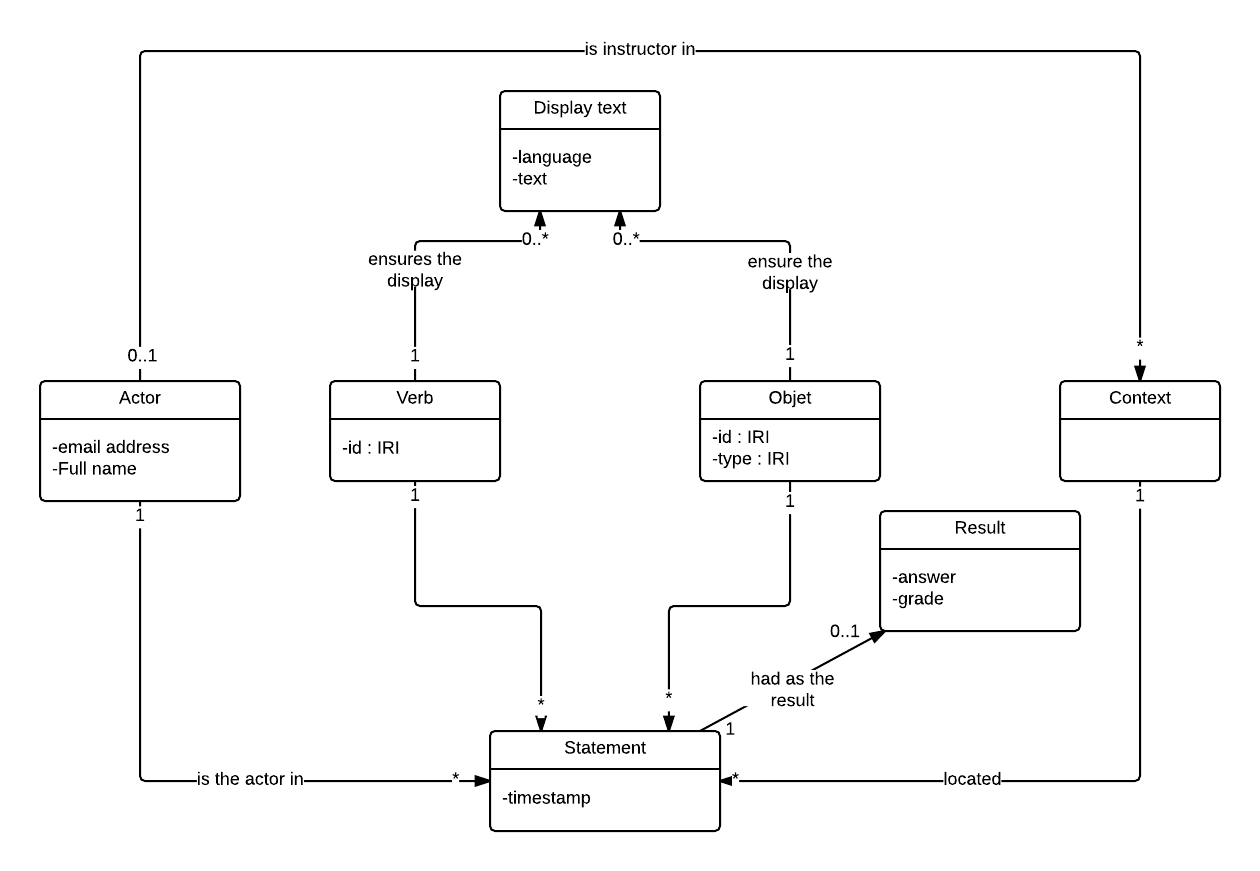 is instructor in
Display text
-language
-text
0..*
0..*
ensures the
display
ensure the
display
0..1
1
1
*
Actor
-email address
-Full name
Verb
-id : IRI
Objet
-id : IRI
-type : IRI
Context
1
1
1
1
Result
-answer
-grade
0..1
had as the
result
1
*
*
Statement
-timestamp
is the actor in
*
*
located